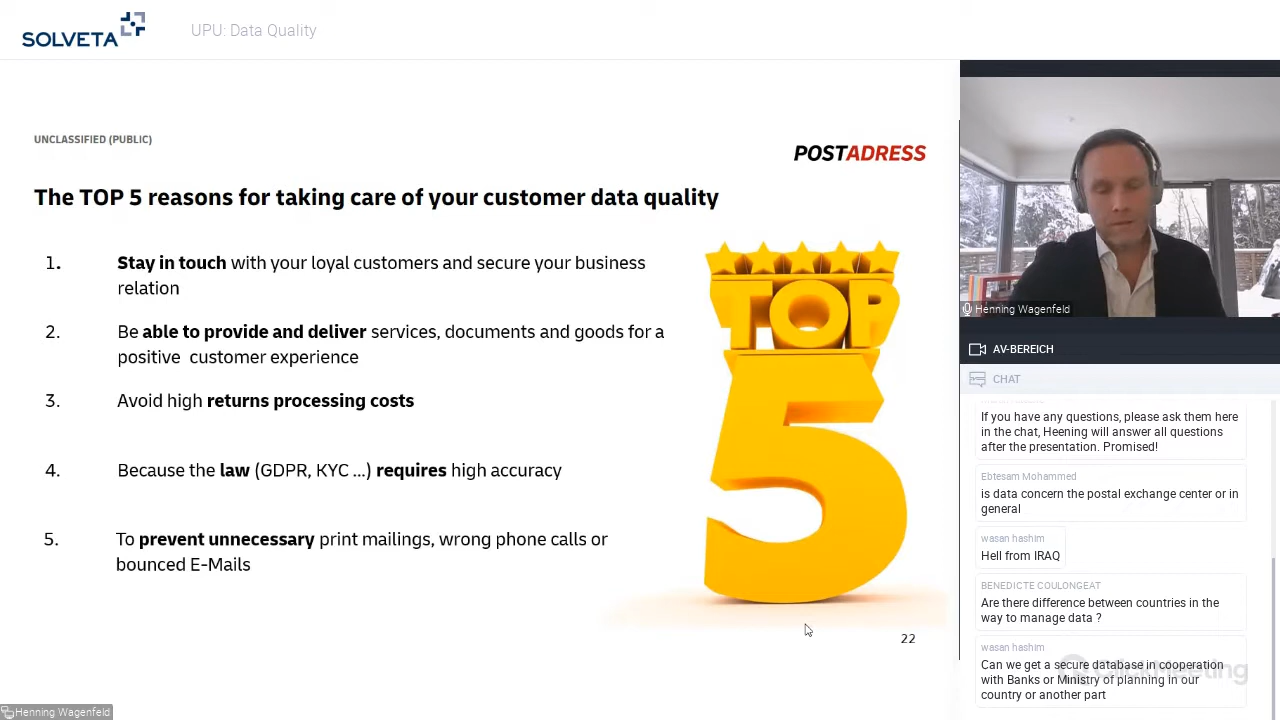 SOLVETA
UPU: Data Quality
UNCLASSIFIED (PUBLIC)
POSTADRESS
The TOP 5 reasons for taking care of your customer data quality
1. Stay in touch with your loyal customers and secure your business
relation
2. Be able to provide and deliver services, documents and goods for a
positive customer experience
3. Avoid high returns processing costs
4. Because the law (GDPR, KYC ...) requires high accuracy
5. To prevent unnecessary print mailings, wrong phone calls or
bounced E-Mails
TOP
5
22
Henning Wagenfeld
Henning Wagenfeld
AV-BEREICH
CHAT
If you have any questions, please ask them here
in the chat, Heening will answer all questions
after the presentation. Promised!
Ebtesam Mohammed
is data concern the postal exchange center or in
general
wasan hashim
Hell from IRAQ
BENEDICTE COULONGEAT
Are there difference between countries in the
way to manage data ?
wasan hashim
Can we get a secure database in cooperation
with Banks or Ministry of planning in our
country or another part
ClickMeeting